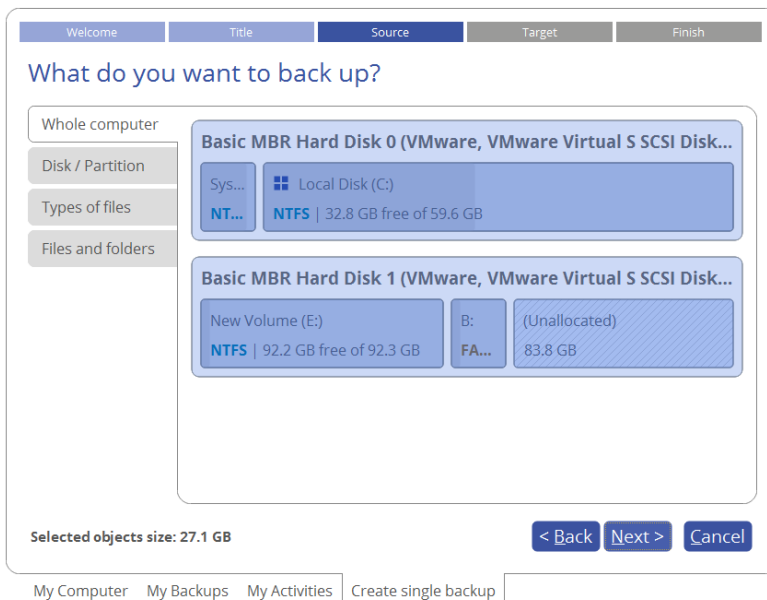 Welcome Title Source Target Finish
What do you want to back up?
Whole computer
Disk / Partition
Types of files
Files and folders
Basic MBR Hard Disk 0 (VMware, VMware Virtual S SCSI Disk...
Sys... Local Disk (C:)
NT... NTFS | 32.8 GB free of 59.6 GB
Basic MBR Hard Disk 1 (VMware, VMware Virtual S SCSI Disk...
New Volume (E:) B: (Unallocated)
NTFS | 92.2 GB free of 92.3 GB FA... 83.8 GB
Selected objects size: 27.1 GB
< Back Next > Cancel
My Computer My Backups My Activities Create single backup